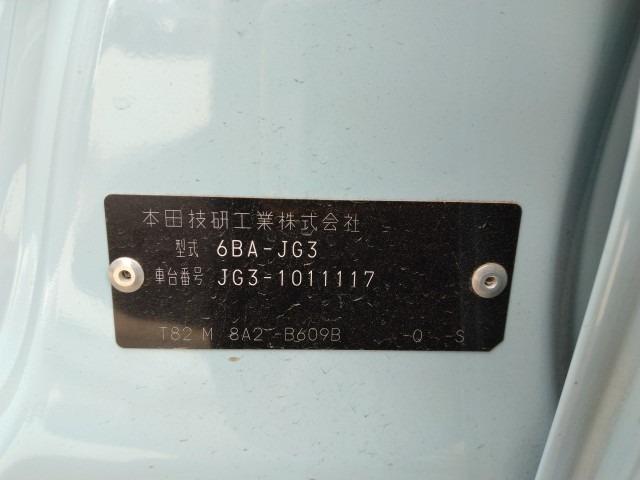 本田技研工業株式会社
型式 6BA-JG3
車台番号 JG3-1011117
T82 M 8A2 -B609B -Q -S